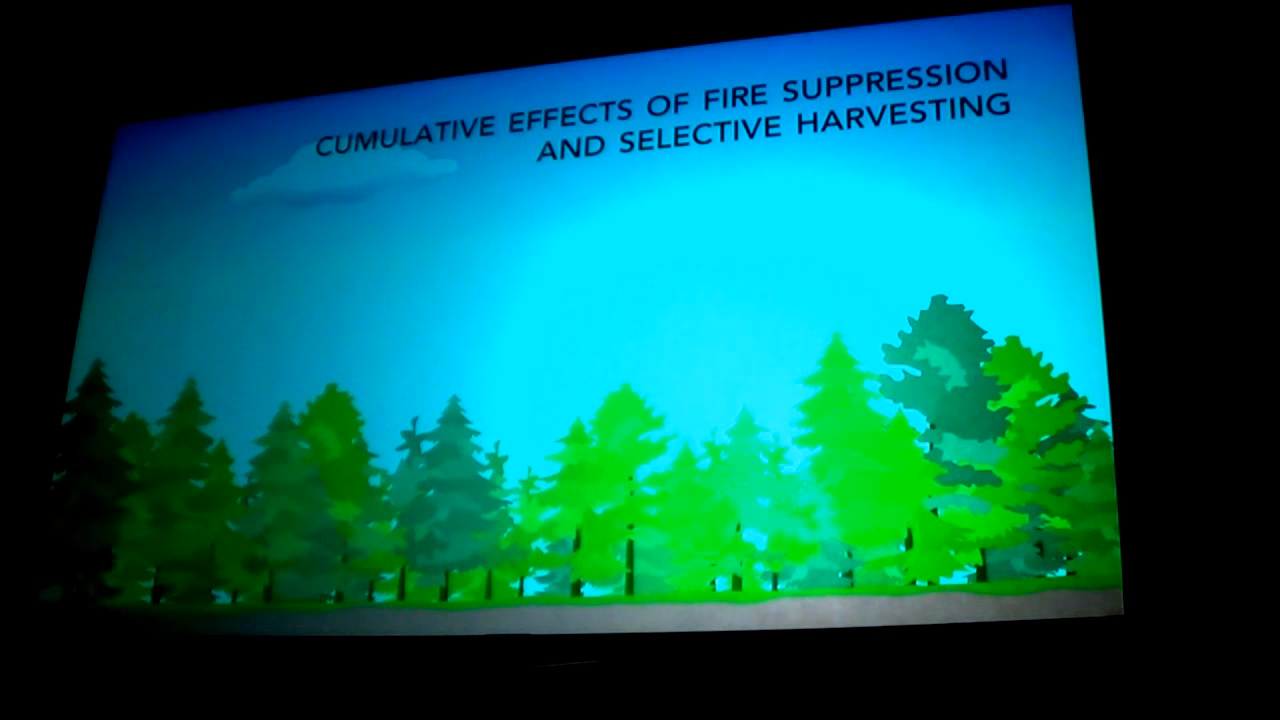 CUMULATIVE EFFECTS OF FIRE SUPPRESSION
AND SELECTIVE HARVESTING